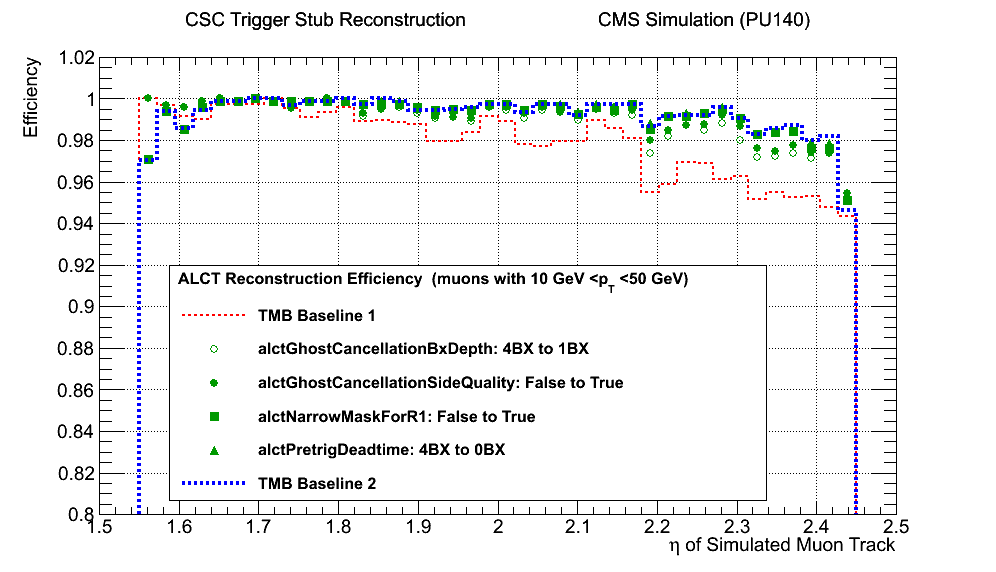 CSC Trigger Stub Reconstruction CMS Simulation (PU140)
Efficiency
1.02
1
0.98
0.96
0.94
0.92
0.9
0.88
0.86
0.84
0.82
0.8
ALCT Reconstruction Efficiency (muons with 10 GeV <pT <50 GeV)
TMB Baseline 1
alctGhostCancellationBxDepth: 4BX to 1BX
alctGhostCancellationSideQuality: False to True
alctNarrowMaskForR1: False to True
alctPretrigDeadtime: 4BX to 0BX
TMB Baseline 2
1.5 1.6 1.7 1.8 1.9 2 2.1 2.2 2.3 2.4 2.5
η of Simulated Muon Track